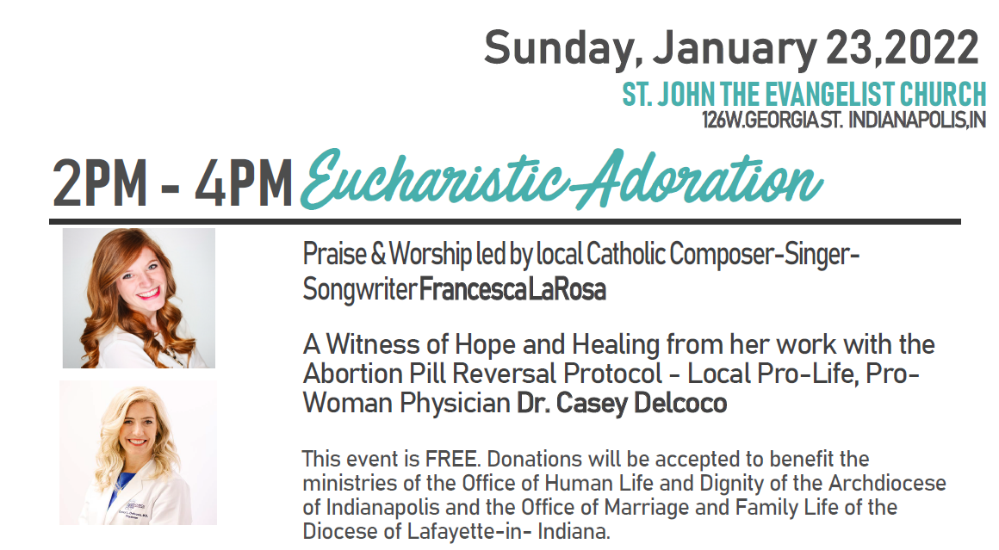 Sunday, January 23,2022
ST. JOHN THE EVANGELIST CHURCH
126W.GEORGIA ST. INDIANAPOLIS,IN
2PM - 4PM Eucharistic Adoration
Praise & Worship led by local Catholic Composer-Singer-
Songwriter Francesca LaRosa
A Witness of Hope and Healing from her work with the
Abortion Pill Reversal Protocol - Local Pro-Life, Pro-
Woman Physician Dr. Casey Delcoco
This event is FREE. Donations will be accepted to benefit the
ministries of the Office of Human Life and Dignity of the Archdiocese
of Indianapolis and the Office of Marriage and Family Life of the
Diocese of Lafayette-in- Indiana.